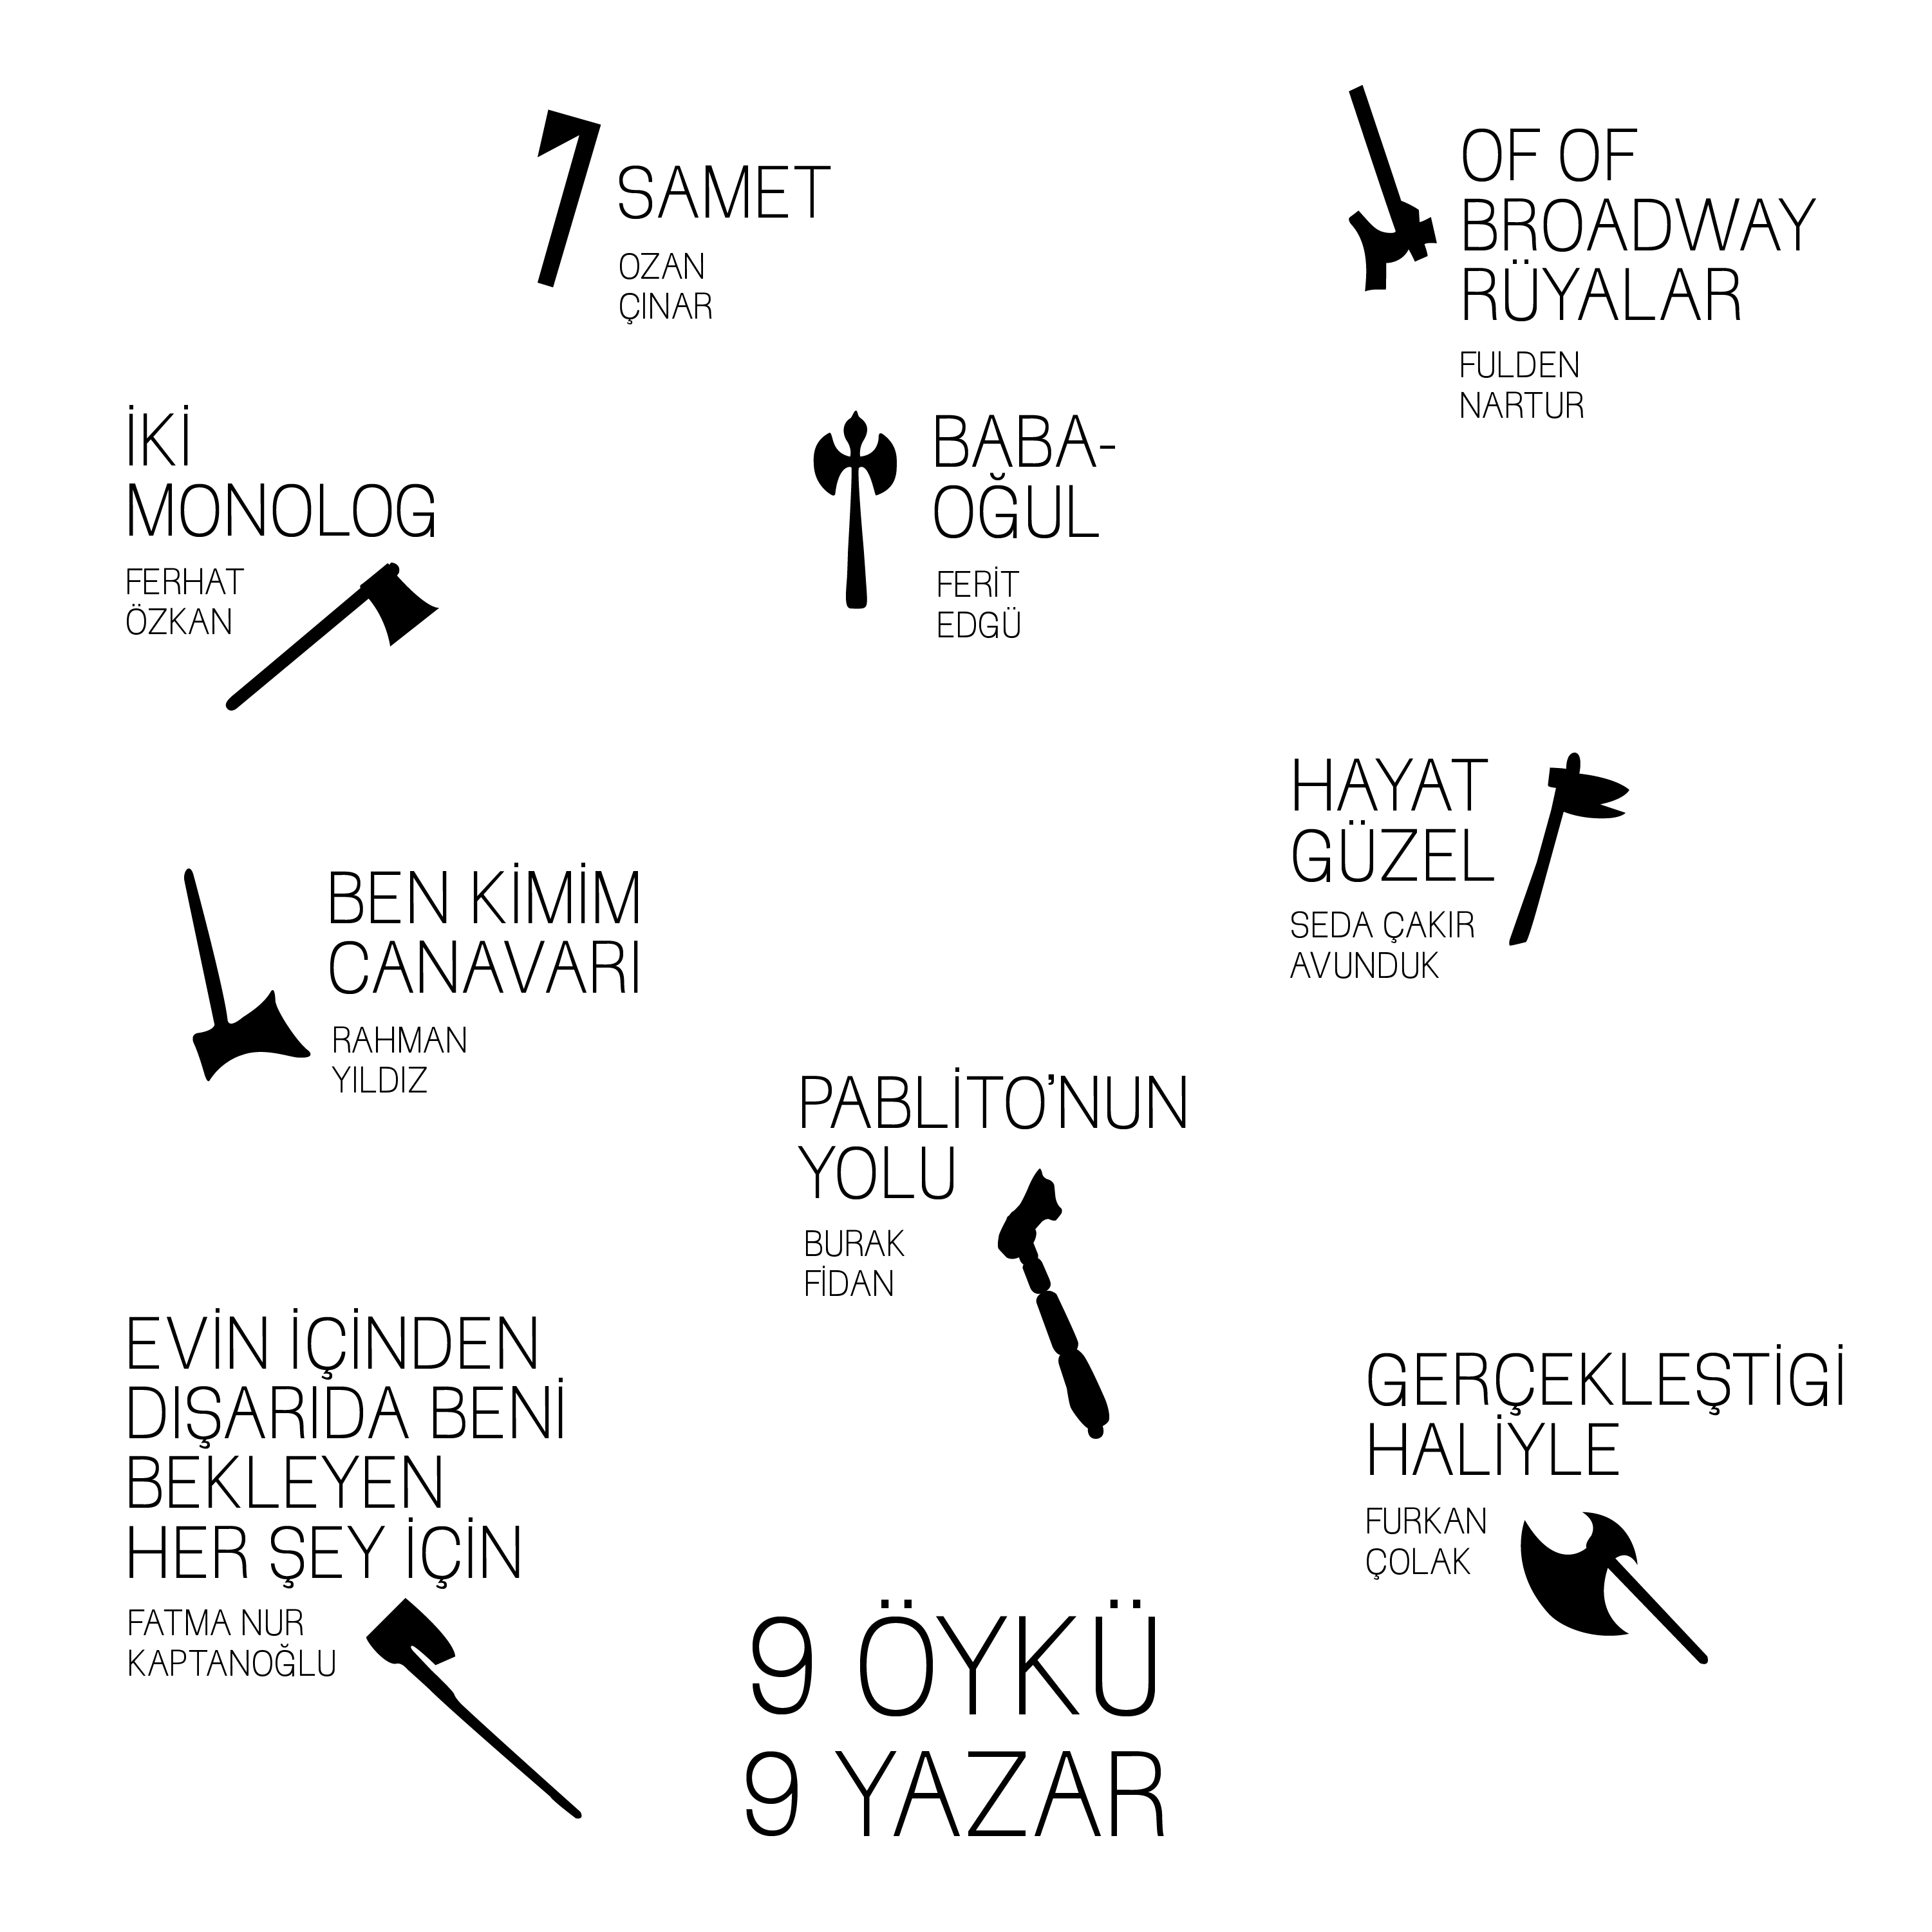 SAMET
OZAN
ÇINAR
OF OF
BROADWAY
RÜYALAR
FULDEN
NARTUR
İKİ
MONOLOG
FERHAT
ÖZKAN
BABA-
OĞUL
FERİT
EDGÜ
HAYAT
GÜZEL
SEDA ÇAKIR
AVUNDUK
BEN KİMİM
CANAVARI
RAHMAN
YILDIZ
PABLİTO’NUN
YOLU
BURAK
FİDAN
EVİN İÇİNDEN
DIŞARIDA BENİ
BEKLEYEN
HER ŞEY İÇİN
FATMA NUR
KAPTANOĞLU
GERÇEKLEŞTİGİ
HALİYLE
FURKAN
ÇOLAK
9 ÖYKÜ
9 YAZAR